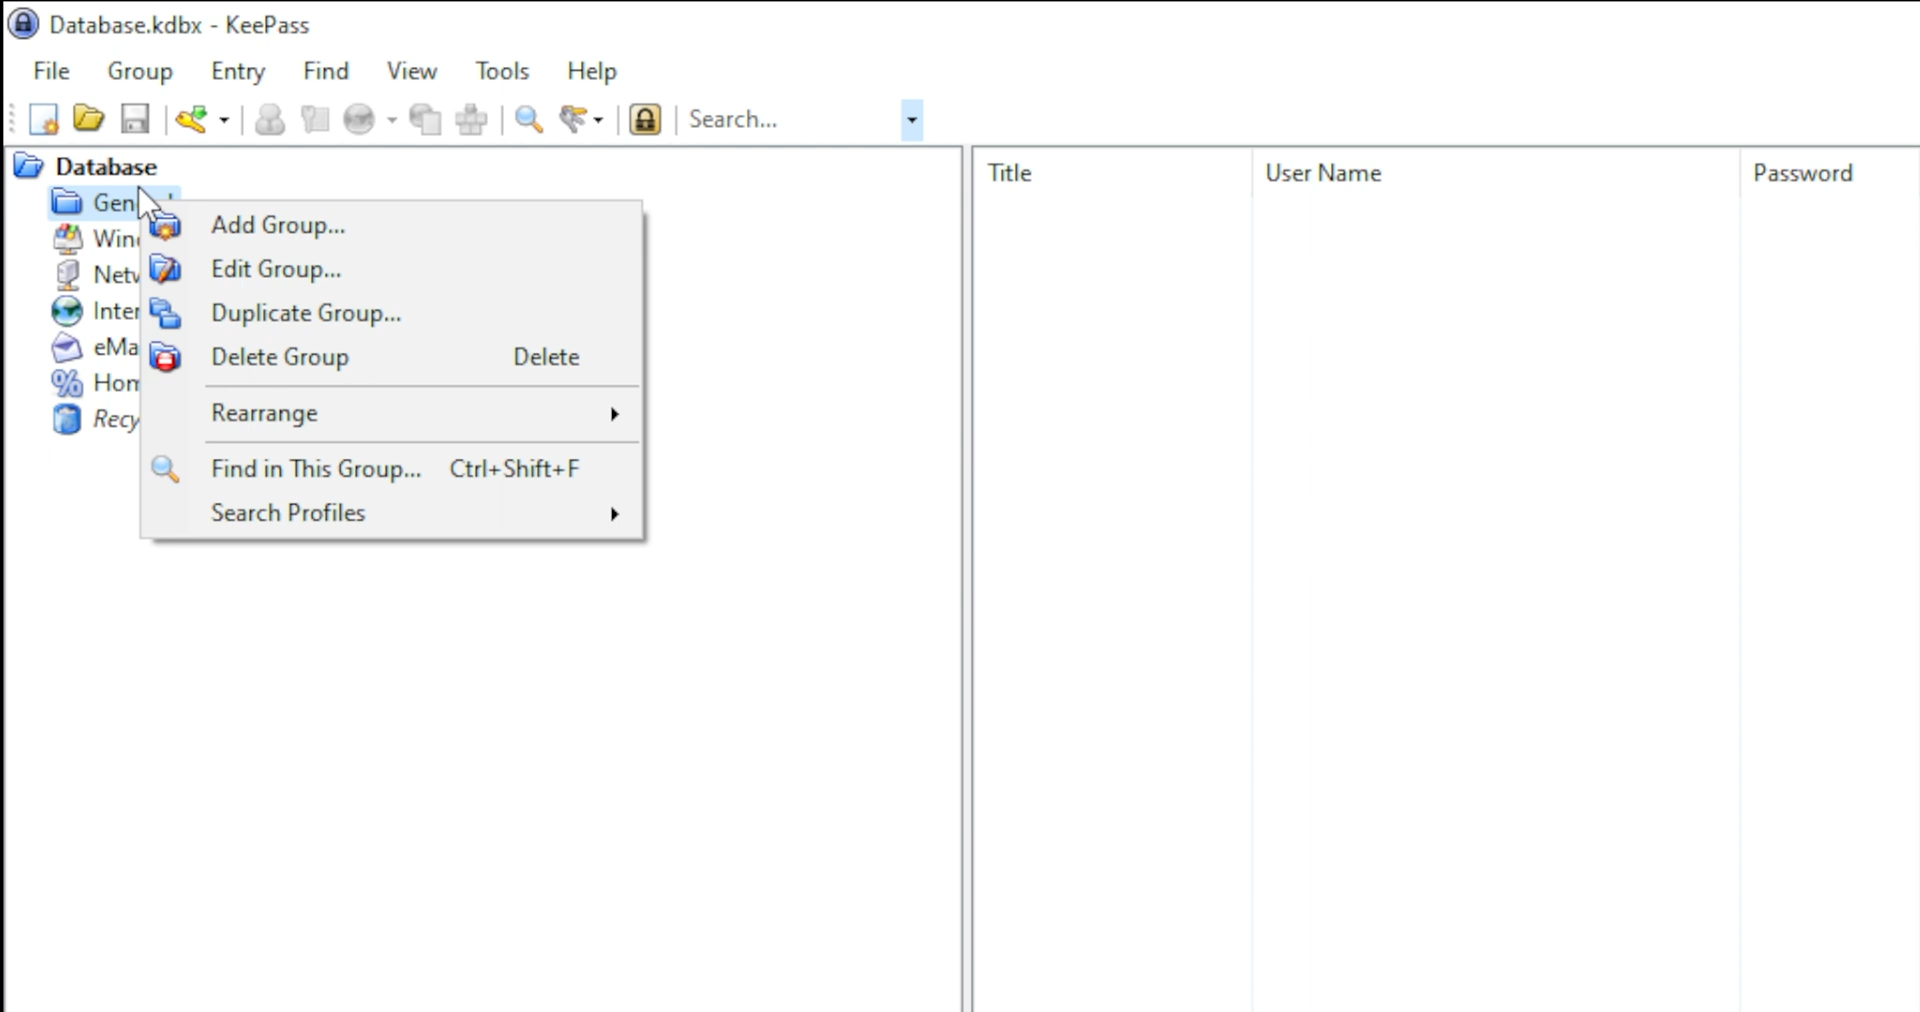 Database.kdbx - KeePass
File Group Entry Find View Tools Help
Search...
Database
Title User Name Password
Add Group...
Edit Group...
Duplicate Group...
Delete Group Delete
Rearrange
Find in This Group... Ctrl+Shift+F
Search Profiles